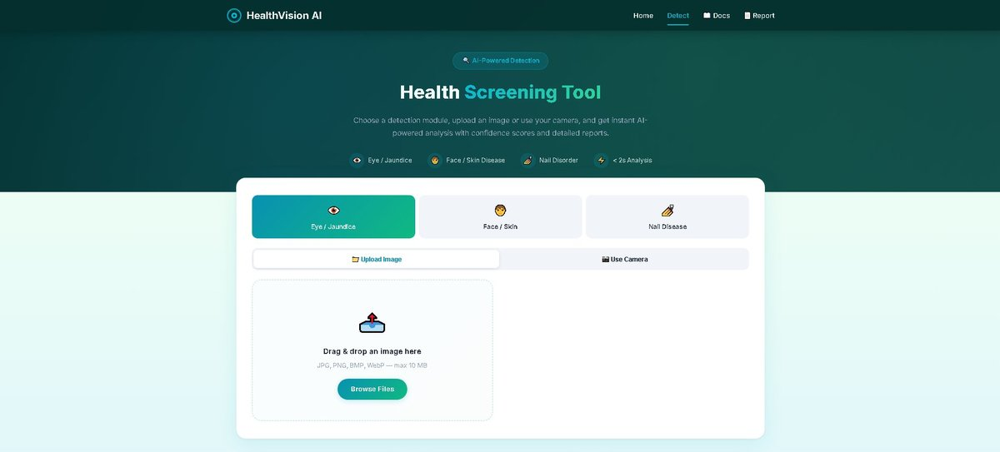 HealthVision AI
Home Detect Docs Report
AI-Powered Detection
Health Screening Tool
Choose a detection module, upload an image or use your camera, and get instant AI-
powered analysis with confidence scores and detailed reports.
Eye / Jaundice Face / Skin Disease Nail Disorder < 2s Analysis
Eye / Jaundice Face / Skin Nail Disease
Upload Image Use Camera
Drag & drop an image here
JPG, PNG, BMP, WebP — max 10 MB
Browse Files